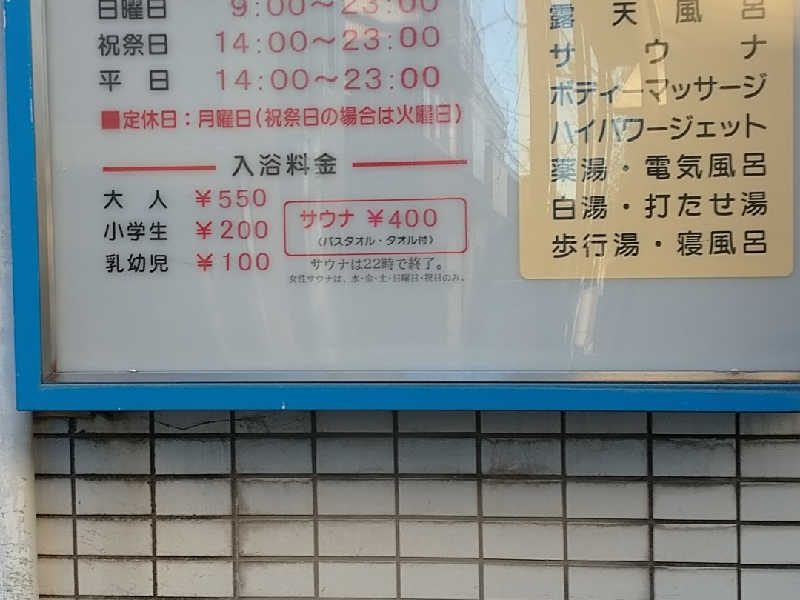 日曜日 9:00〜23:00
祝祭日 14:00〜23:00
平日 14:00〜23:00
■定休日：月曜日（祝祭日の場合は火曜日）
入浴料金
大人 ¥550
小学生 ¥200
乳幼児 ¥100
サウナ ¥400
（バスタオル・タオル付）
サウナは22時で終了。
女性サウナは、水・金・土・日曜日・祝日のみ。
露天風呂
サウナ
ボディーマッサージ
ハイパワージェット
薬湯・電気風呂
白湯・打たせ湯
歩行湯・寝風呂